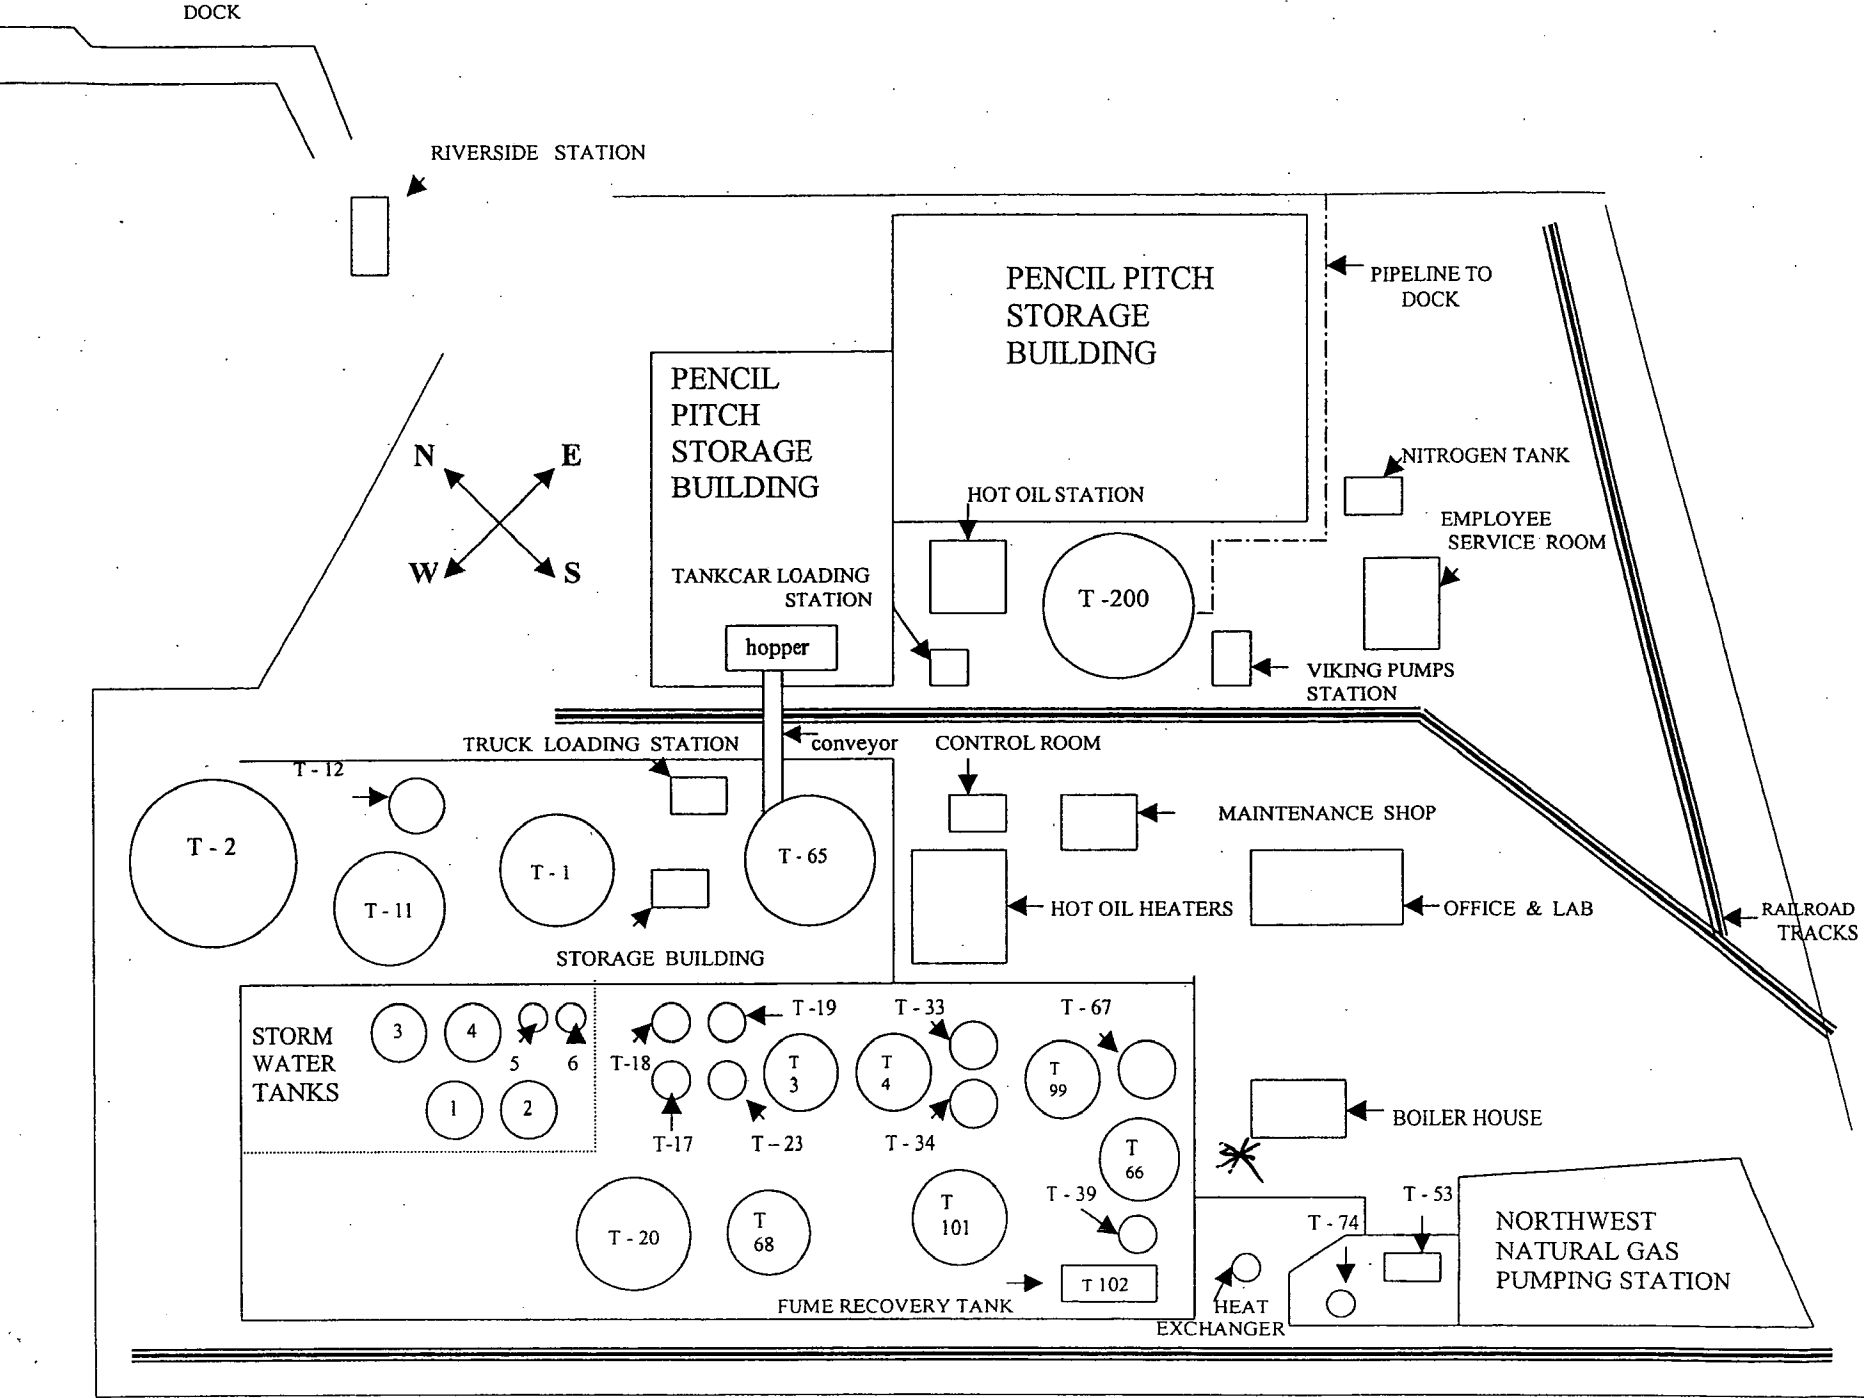 DOCK
RIVERSIDE STATION
PENCIL PITCH
STORAGE
BUILDING
PIPELINE TO
DOCK
PENCIL
PITCH
STORAGE
BUILDING
N
E
W
S
NITROGEN TANK
HOT OIL STATION
EMPLOYEE
SERVICE ROOM
TANKCAR LOADING
STATION
T -200
hopper
VIKING PUMPS
STATION
TRUCK LOADING STATION
conveyor
CONTROL ROOM
T - 12
MAINTENANCE SHOP
T - 2
T - 65
T - 1
T - 11
HOT OIL HEATERS
OFFICE & LAB
RAILROAD
TRACKS
STORAGE BUILDING
STORM
WATER
TANKS
3
4
5
6
1
2
T -19
T - 33
T - 67
T-18
T
3
T
4
T
99
T-17
T – 23
T - 34
BOILER HOUSE
T
66
T - 39
T - 53
T - 74
T - 20
T
68
T
101
NORTHWEST
NATURAL GAS
PUMPING STATION
T 102
FUME RECOVERY TANK
HEAT
EXCHANGER